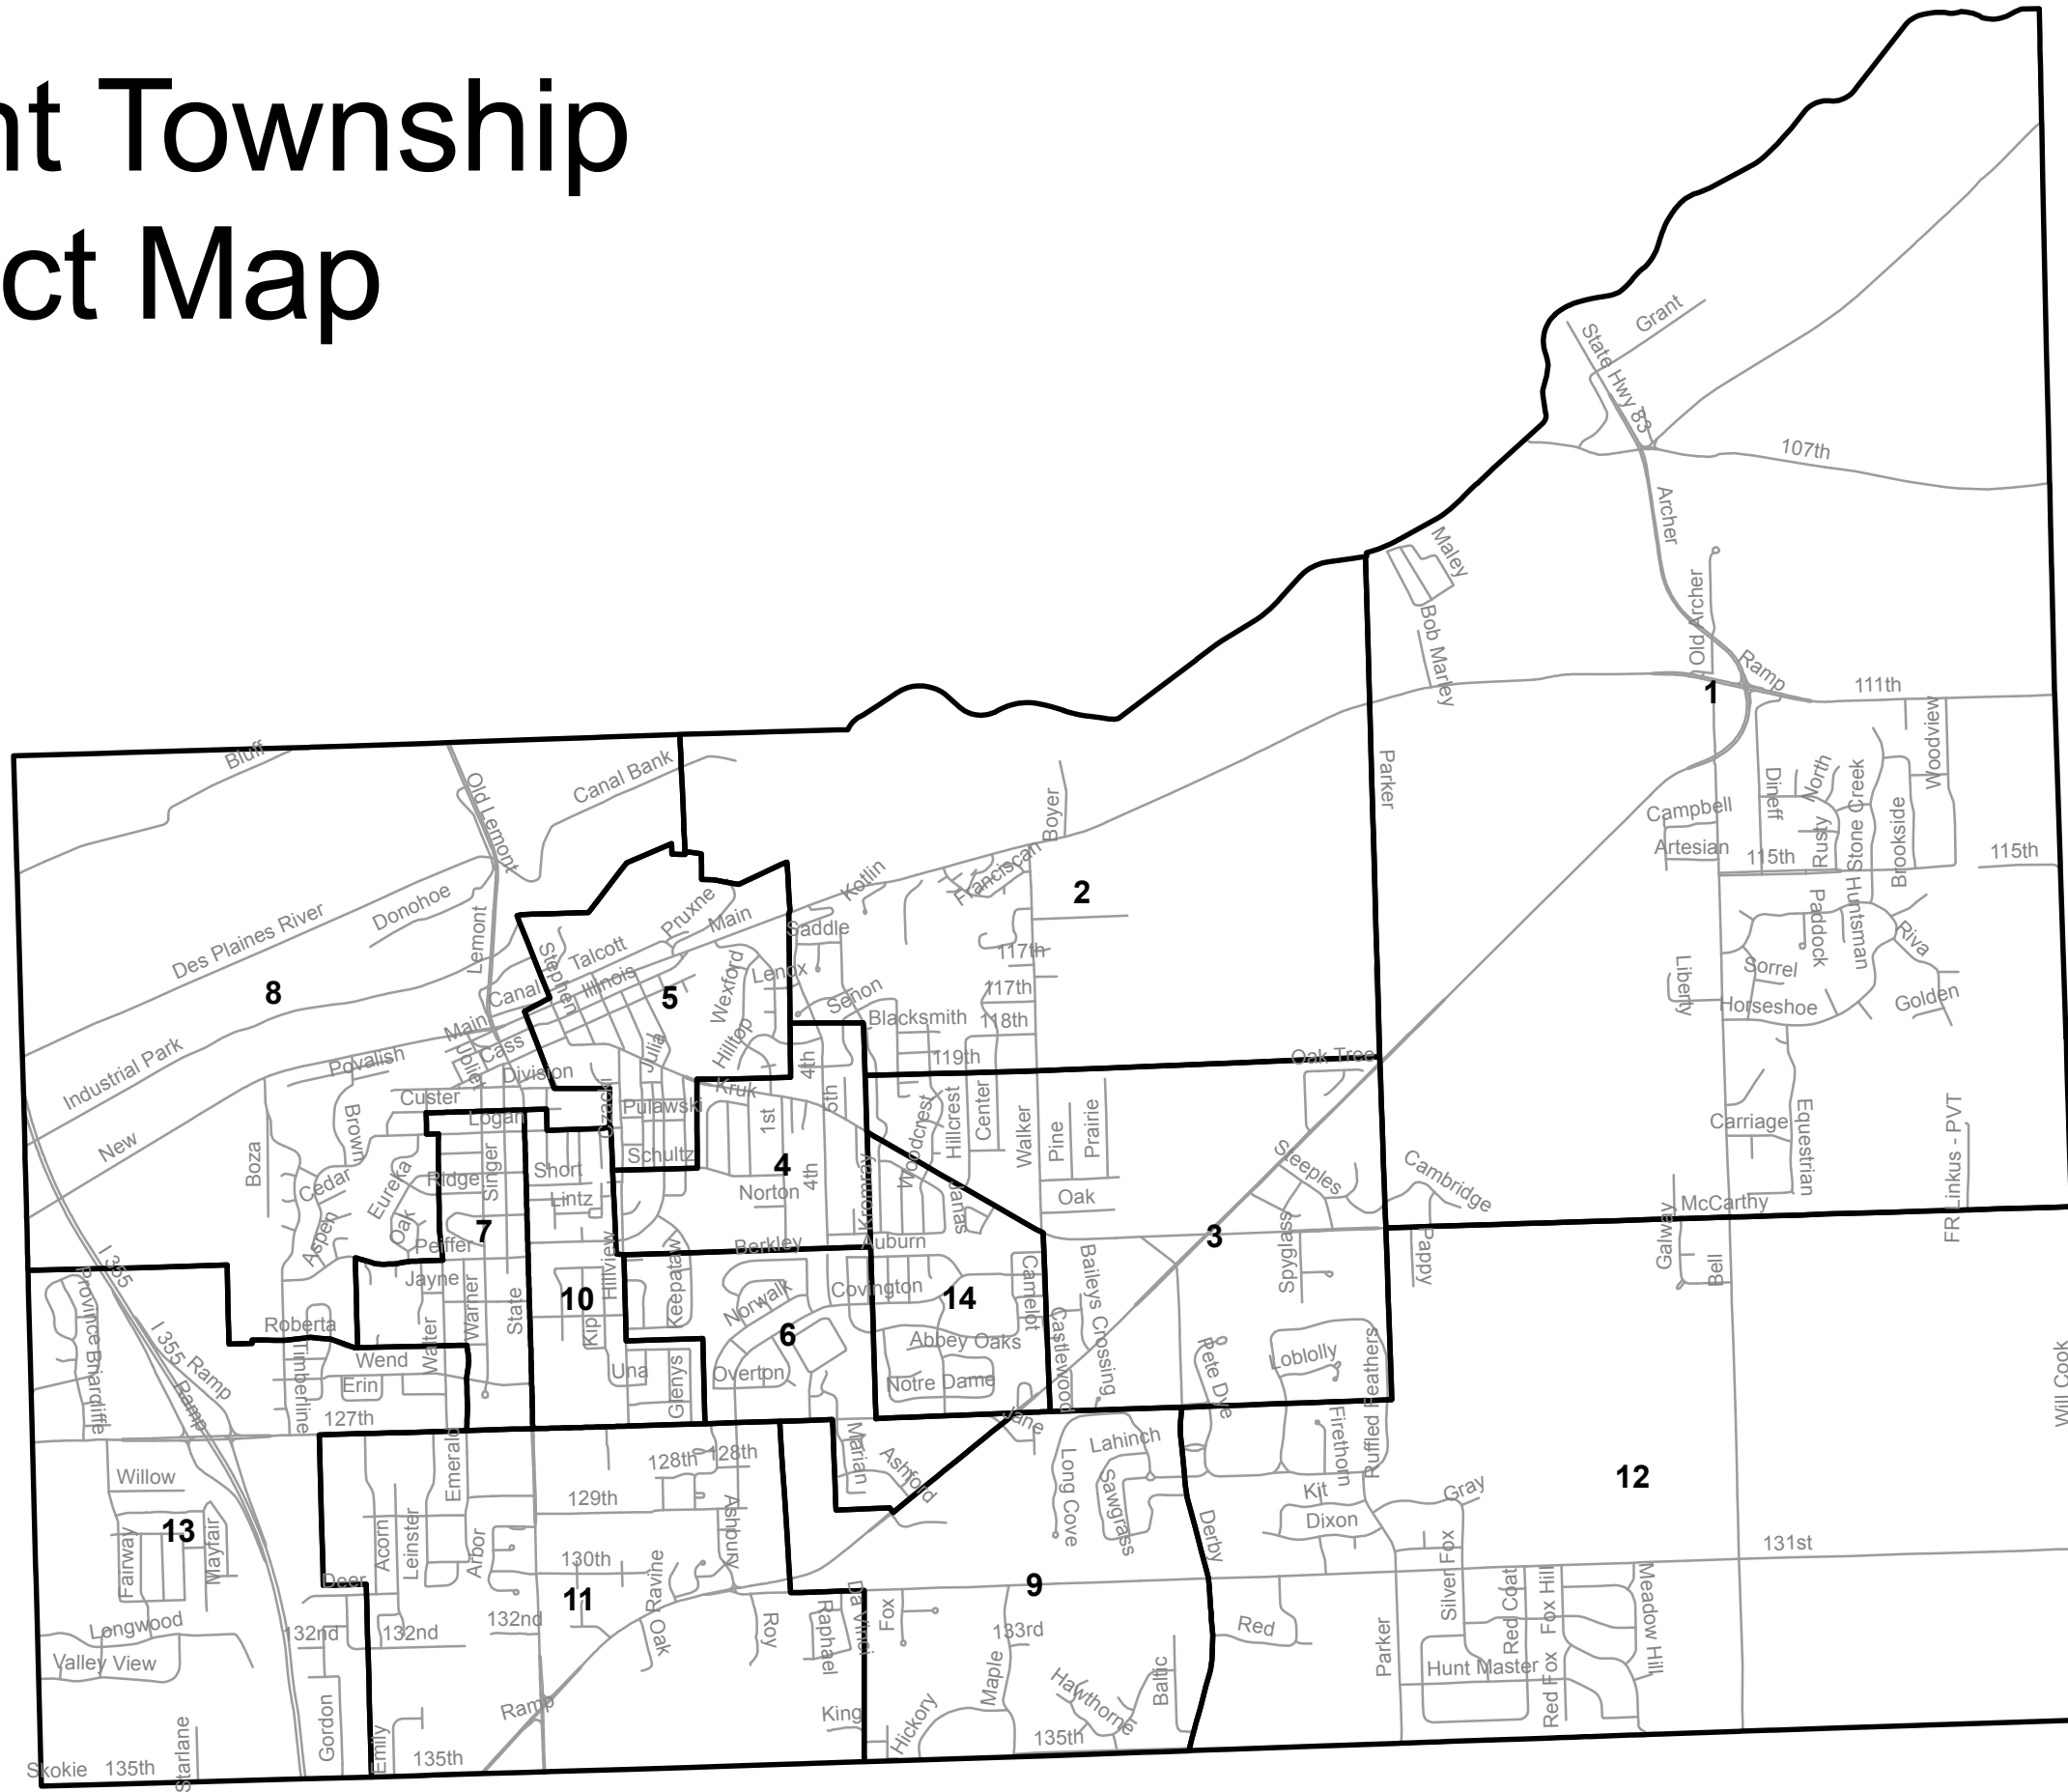 nt Township
ct Map
Grant
State Hwy 83
107th
Archer
Maley
Bob Marley
Old Archer
Ramp
1
111th
Woodview
Bluff
Old Lemont
Canal Bank
Parker
Boyer
Dineff
North
Stone Creek
Brookside
Campbell
Artesian
115th
Rusty
115th
Huntsman
Des Plaines River
Donohoe
Lemont
Pruxne
Main
Kotlin
Franciscan
2
Saddle
Paddock
Riva
Stephen
Talcott
Illinois
Canal
Wexford
Lenox
117th
Liberty
Sorrel
8
5
Senon
117th
Horseshoe
Golden
Main
Blacksmith
118th
Industrial Park
Povalish
Joliet
Cass
Julia
Hilltop
4th
119th
Oak Tree
Division
Kruk
5th
New
Custer
Brown
Logan
Czacki
Pulawski
1st
Woodcrest
Hillcrest
Center
Walker
Pine
Prairie
Carriage
Equestrian
FR Linkus - PVT
Boza
Cedar
Eureka
Ridge
Singer
Short
Schultz
4
4th
Kromray
Janas
Steeples
Cambridge
Lintz
Norton
Oak
McCarthy
Aspen
Oak
7
Peiffer
Hillview
Berkley
Auburn
3
Spyglass
Pappy
Galway
Bell
I 355
Jayne
Warner
State
10
Keepataw
Norwalk
Covington
14
Camelot
Baileys Crossing
Province
Briarcliffe
I 355
Ramp
Ramp
Roberta
Timberline
Wend
Walter
Kip
6
Abbey Oaks
Castlewood
Pete Dye
Loblolly
Ruffled Feathers
Will Cook
Erin
Una
Glenys
Overton
Notre Dame
127th
Emerald
128th
128th
Marian
Ashford
Jane
Long Cove
Lahinch
Sawgrass
Firethorn
Willow
129th
Kit
Gray
12
13
Fairway
Mayfair
Acorn
Leinster
Arbor
Ashbury
Derby
Dixon
131st
Deer
130th
Oak Ravine
9
Silver Fox
Red Coat
Fox Hill
Meadow Hill
Longwood
132nd
132nd
132nd
11
Roy
Raphael
Da Vinci
Fox
133rd
Red
Parker
Valley View
Hunt Master
Red Fox
Gordon
Ramp
Oak
King
Hickory
Maple
Hawthorne
Baltic
Skokie
135th
Starlane
Emily
135th
135th